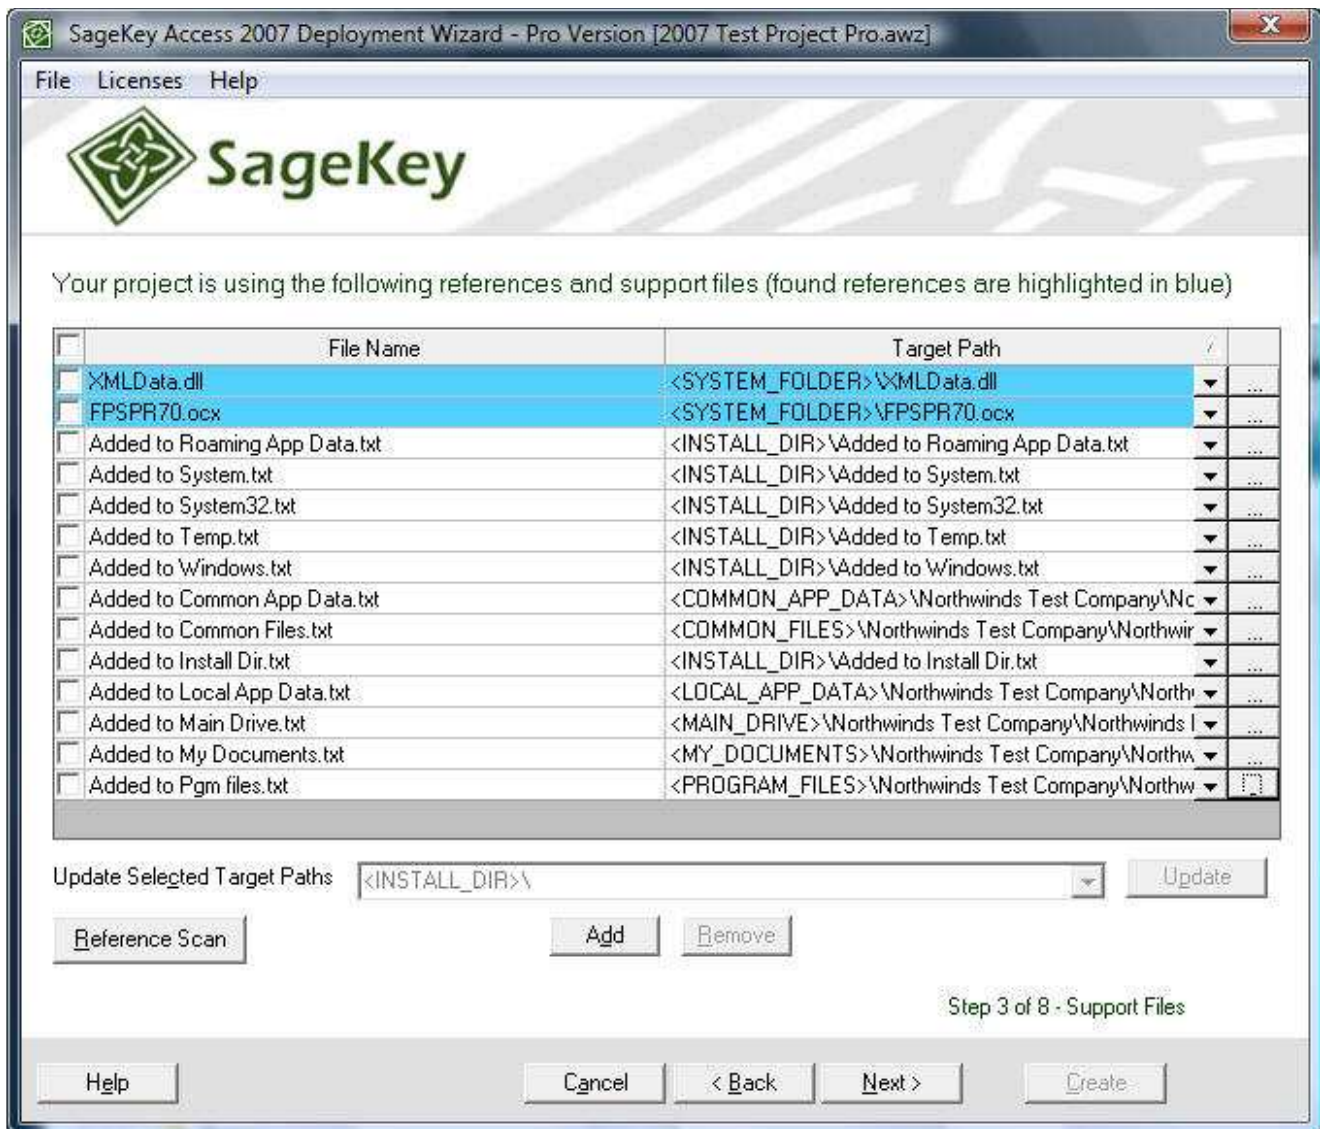 SageKey Access 2007 Deployment Wizard - Pro Version [2007 Test Project Pro.awz]
File Licenses Help
SageKey
Your project is using the following references and support files (found references are highlighted in blue)
File Name Target Path
XMLData.dll <SYSTEM_FOLDER>\XMLData.dll ...
FPSPR70.ocx <SYSTEM_FOLDER>\FPSPR70.ocx ...
Added to Roaming App Data.txt <INSTALL_DIR>\Added to Roaming App Data.txt ...
Added to System.txt <INSTALL_DIR>\Added to System.txt ...
Added to System32.txt <INSTALL_DIR>\Added to System32.txt ...
Added to Temp.txt <INSTALL_DIR>\Added to Temp.txt ...
Added to Windows.txt <INSTALL_DIR>\Added to Windows.txt ...
Added to Common App Data.txt <COMMON_APP_DATA>\Northwinds Test Company\No ...
Added to Common Files.txt <COMMON_FILES>\Northwinds Test Company\Northwir ...
Added to Install Dir.txt <INSTALL_DIR>\Added to Install Dir.txt ...
Added to Local App Data.txt <LOCAL_APP_DATA>\Northwinds Test Company\North ...
Added to Main Drive.txt <MAIN_DRIVE>\Northwinds Test Company\Northwinds ...
Added to My Documents.txt <MY_DOCUMENTS>\Northwinds Test Company\Northw ...
Added to Pgm files.txt <PROGRAM_FILES>\Northwinds Test Company\Northw
Update Selected Target Paths <INSTALL_DIR>\ Update
Reference Scan Add Remove
Step 3 of 8 - Support Files
Help Cancel < Back Next > Create